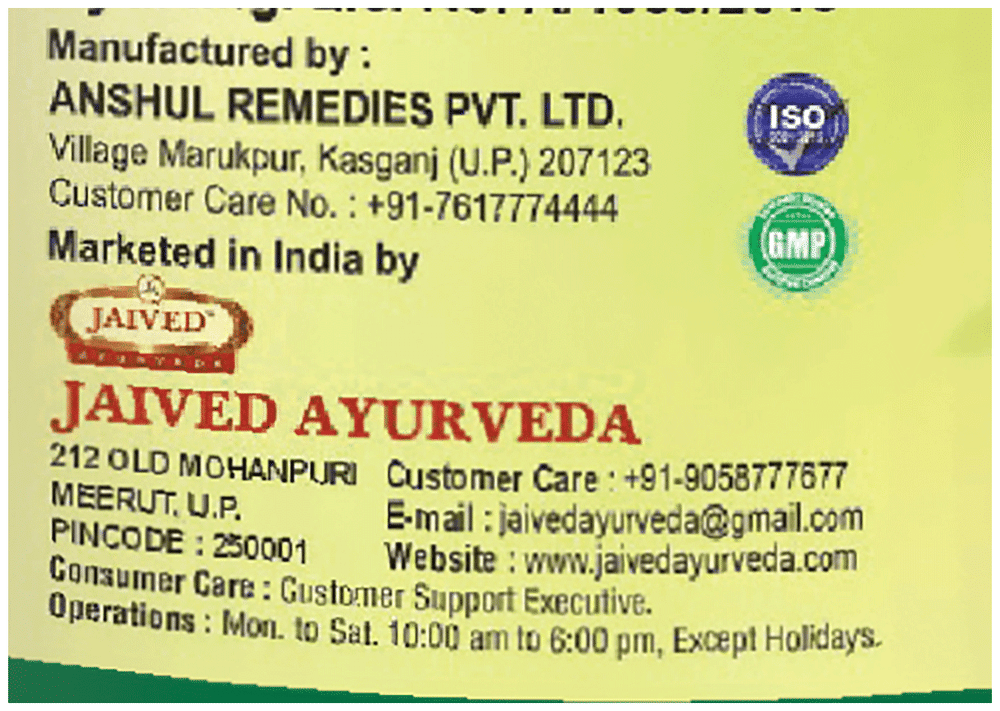 Manufactured by :
ANSHUL REMEDIES PVT. LTD.
Village Marukpur, Kasganj (U.P.) 207123
Customer Care No. : +91-7617774444
ISO
GMP
Marketed in India by
JAIVED™
AYURVEDA
JAIVED AYURVEDA
212 OLD MOHANPURI
MEERUT, U.P.
PINCODE : 250001
Customer Care : +91-9058777677
E-mail : jaivedayurveda@gmail.com
Website : www.jaivedayurveda.com
Consumer Care : Customer Support Executive.
Operations : Mon. to Sat. 10:00 am to 6:00 pm, Except Holidays.